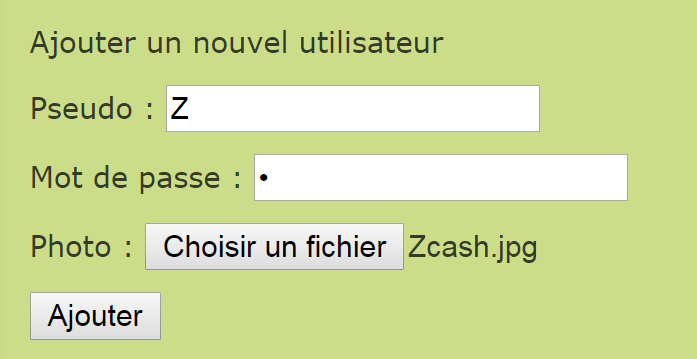 Ajouter un nouvel utilisateur
Pseudo : Z
Mot de passe : •
Photo : Choisir un fichier Zcash.jpg
Ajouter